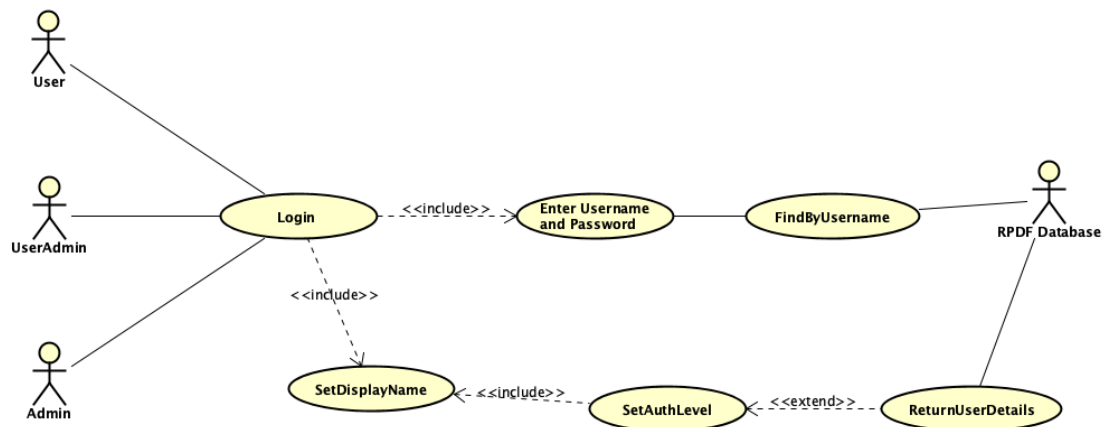 User
UserAdmin
Admin
Login
<<include>>
Enter Username
and Password
FindByUsername
RPDF Database
<<include>>
SetDisplayName
<<include>>
SetAuthLevel
<<extend>>
ReturnUserDetails